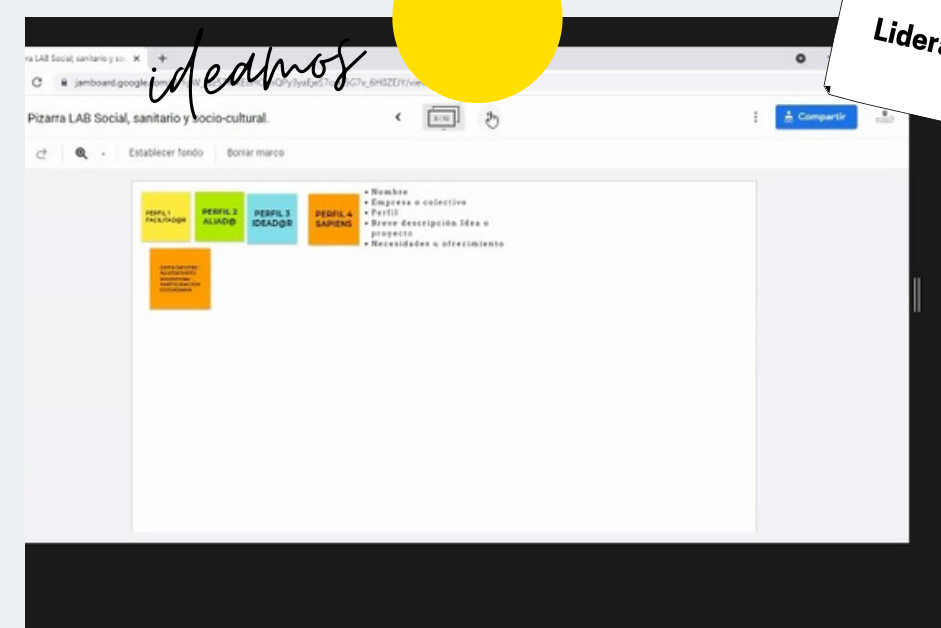 ideamos
Lidera
Pizarra LAB Social, sanitario y socio-cultural.
Compartir
Establecer fondo
Borrar marco
PERFIL 1
FACILITAD@R
PERFIL 2
ALIAD@
PERFIL 3
IDEAD@R
PERFIL 4
SAPIENS
• Nombre
• Empresa o colectivo
• Perfil
• Breve descripción Idea o
proyecto
• Necesidades u ofrecimiento